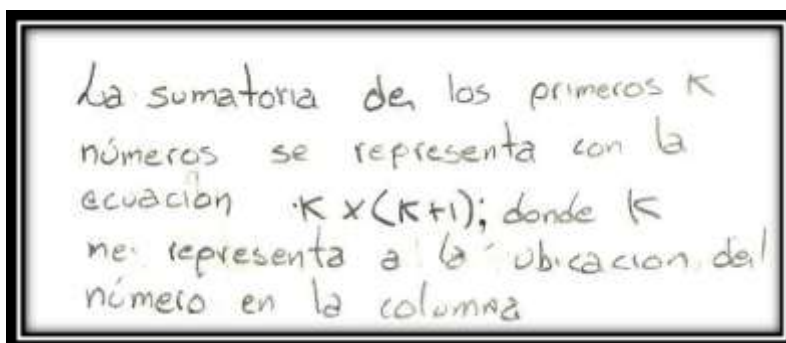 La sumatoria de los primeros K
números se representa con la
ecuación K x (K+1); donde K
me representa a la ubicacion del
número en la columna